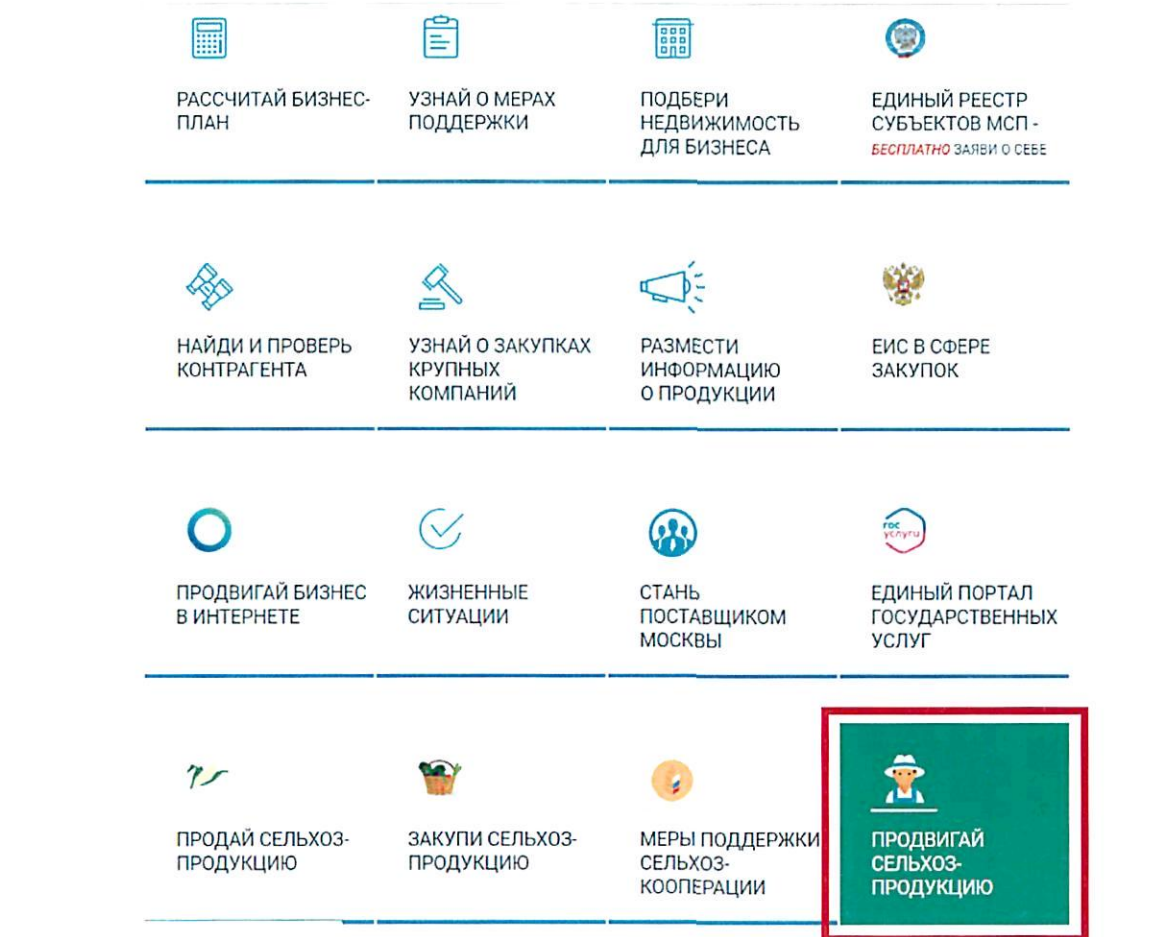 РАССЧИТАЙ БИЗНЕС-
ПЛАН
УЗНАЙ О МЕРАХ
ПОДДЕРЖКИ
ПОДБЕРИ
НЕДВИЖИМОСТЬ
ДЛЯ БИЗНЕСА
ЕДИНЫЙ РЕЕСТР
СУБЪЕКТОВ МСП -
БЕСПЛАТНО ЗАЯВИ О СЕБЕ
НАЙДИ И ПРОВЕРЬ
КОНТРАГЕНТА
УЗНАЙ О ЗАКУПКАХ
КРУПНЫХ
КОМПАНИЙ
РАЗМЕСТИ
ИНФОРМАЦИЮ
О ПРОДУКЦИИ
ЕИС В СФЕРЕ
ЗАКУПОК
ПРОДВИГАЙ БИЗНЕС
В ИНТЕРНЕТЕ
ЖИЗНЕННЫЕ
СИТУАЦИИ
СТАНЬ
ПОСТАВЩИКОМ
МОСКВЫ
гос
услуги
ЕДИНЫЙ ПОРТАЛ
ГОСУДАРСТВЕННЫХ
УСЛУГ
ПРОДАЙ СЕЛЬХОЗ-
ПРОДУКЦИЮ
ЗАКУПИ СЕЛЬХОЗ-
ПРОДУКЦИЮ
МЕРЫ ПОДДЕРЖКИ
СЕЛЬХОЗ-
КООПЕРАЦИИ
ПРОДВИГАЙ
СЕЛЬХОЗ-
ПРОДУКЦИЮ